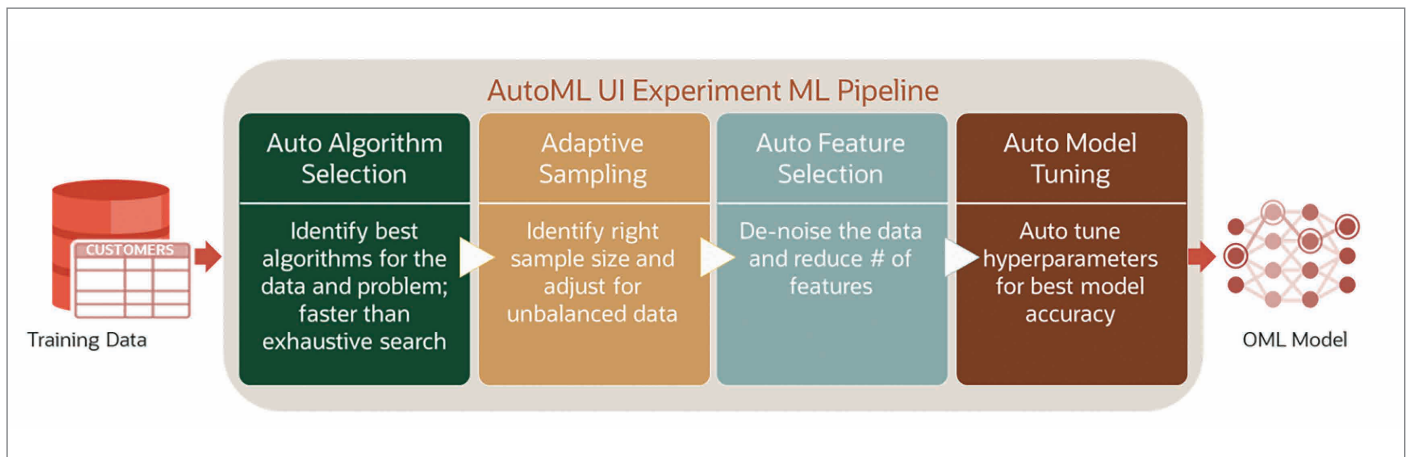 AutoML UI Experiment ML Pipeline
Auto Algorithm
Selection
Identify best
algorithms for the
data and problem;
faster than
exhaustive search
Adaptive
Sampling
Identify right
sample size and
adjust for
unbalanced data
Auto Feature
Selection
De-noise the data
and reduce # of
features
Auto Model
Tuning
Auto tune
hyperparameters
for best model
accuracy
CUSTOMERS
Training Data
OML Model